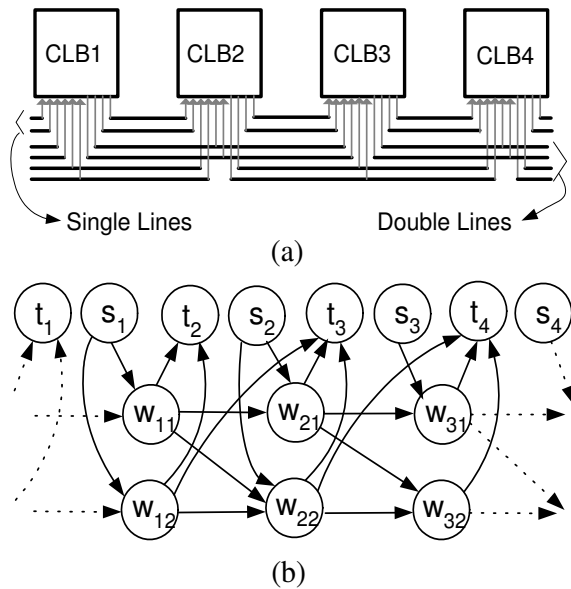 CLB1 CLB2 CLB3 CLB4
Single Lines Double Lines
(a)
t1 s1 t2 s2 t3 s3 t4 s4
w11 w21 w31
w12 w22 w32
(b)